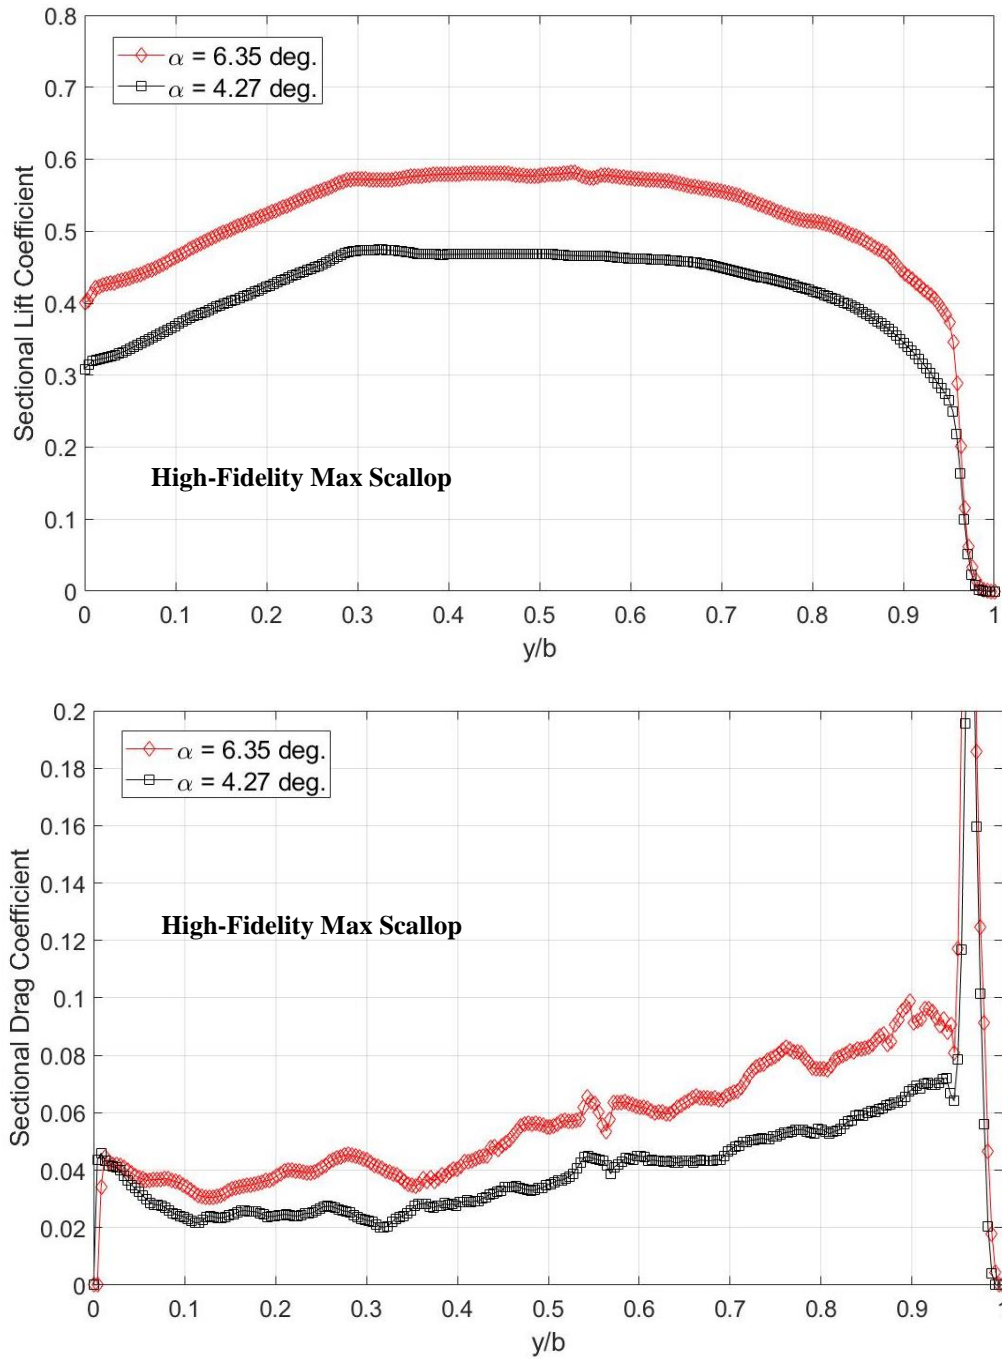 0.8
α = 6.35 deg.
α = 4.27 deg.
0.7
0.6
0.5
0.4
0.3
0.2
0.1
0
Sectional Lift Coefficient
High-Fidelity Max Scallop
0 0.1 0.2 0.3 0.4 0.5 0.6 0.7 0.8 0.9 1
y/b
0.2
α = 6.35 deg.
α = 4.27 deg.
0.18
0.16
0.14
0.12
0.1
0.08
0.06
0.04
0.02
0
Sectional Drag Coefficient
High-Fidelity Max Scallop
0 0.1 0.2 0.3 0.4 0.5 0.6 0.7 0.8 0.9 1
y/b